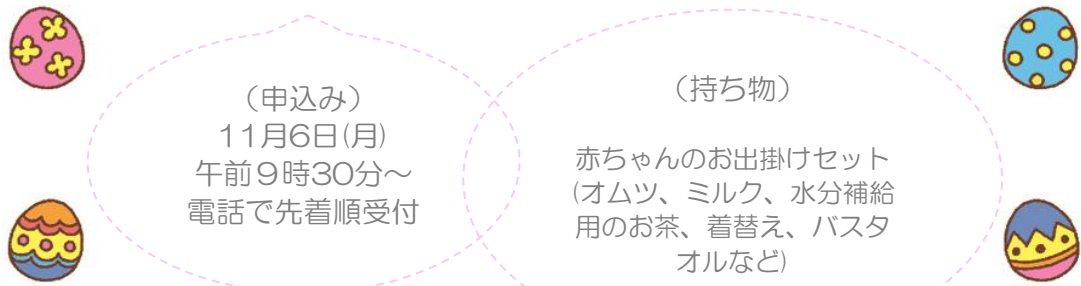 (申込み)
11月6日(月)
午前９時30分～
電話で先着順受付
(持ち物)
赤ちゃんのお出掛けセット
(オムツ、ミルク、水分補給
用のお茶、着替え、バスタ
オルなど)